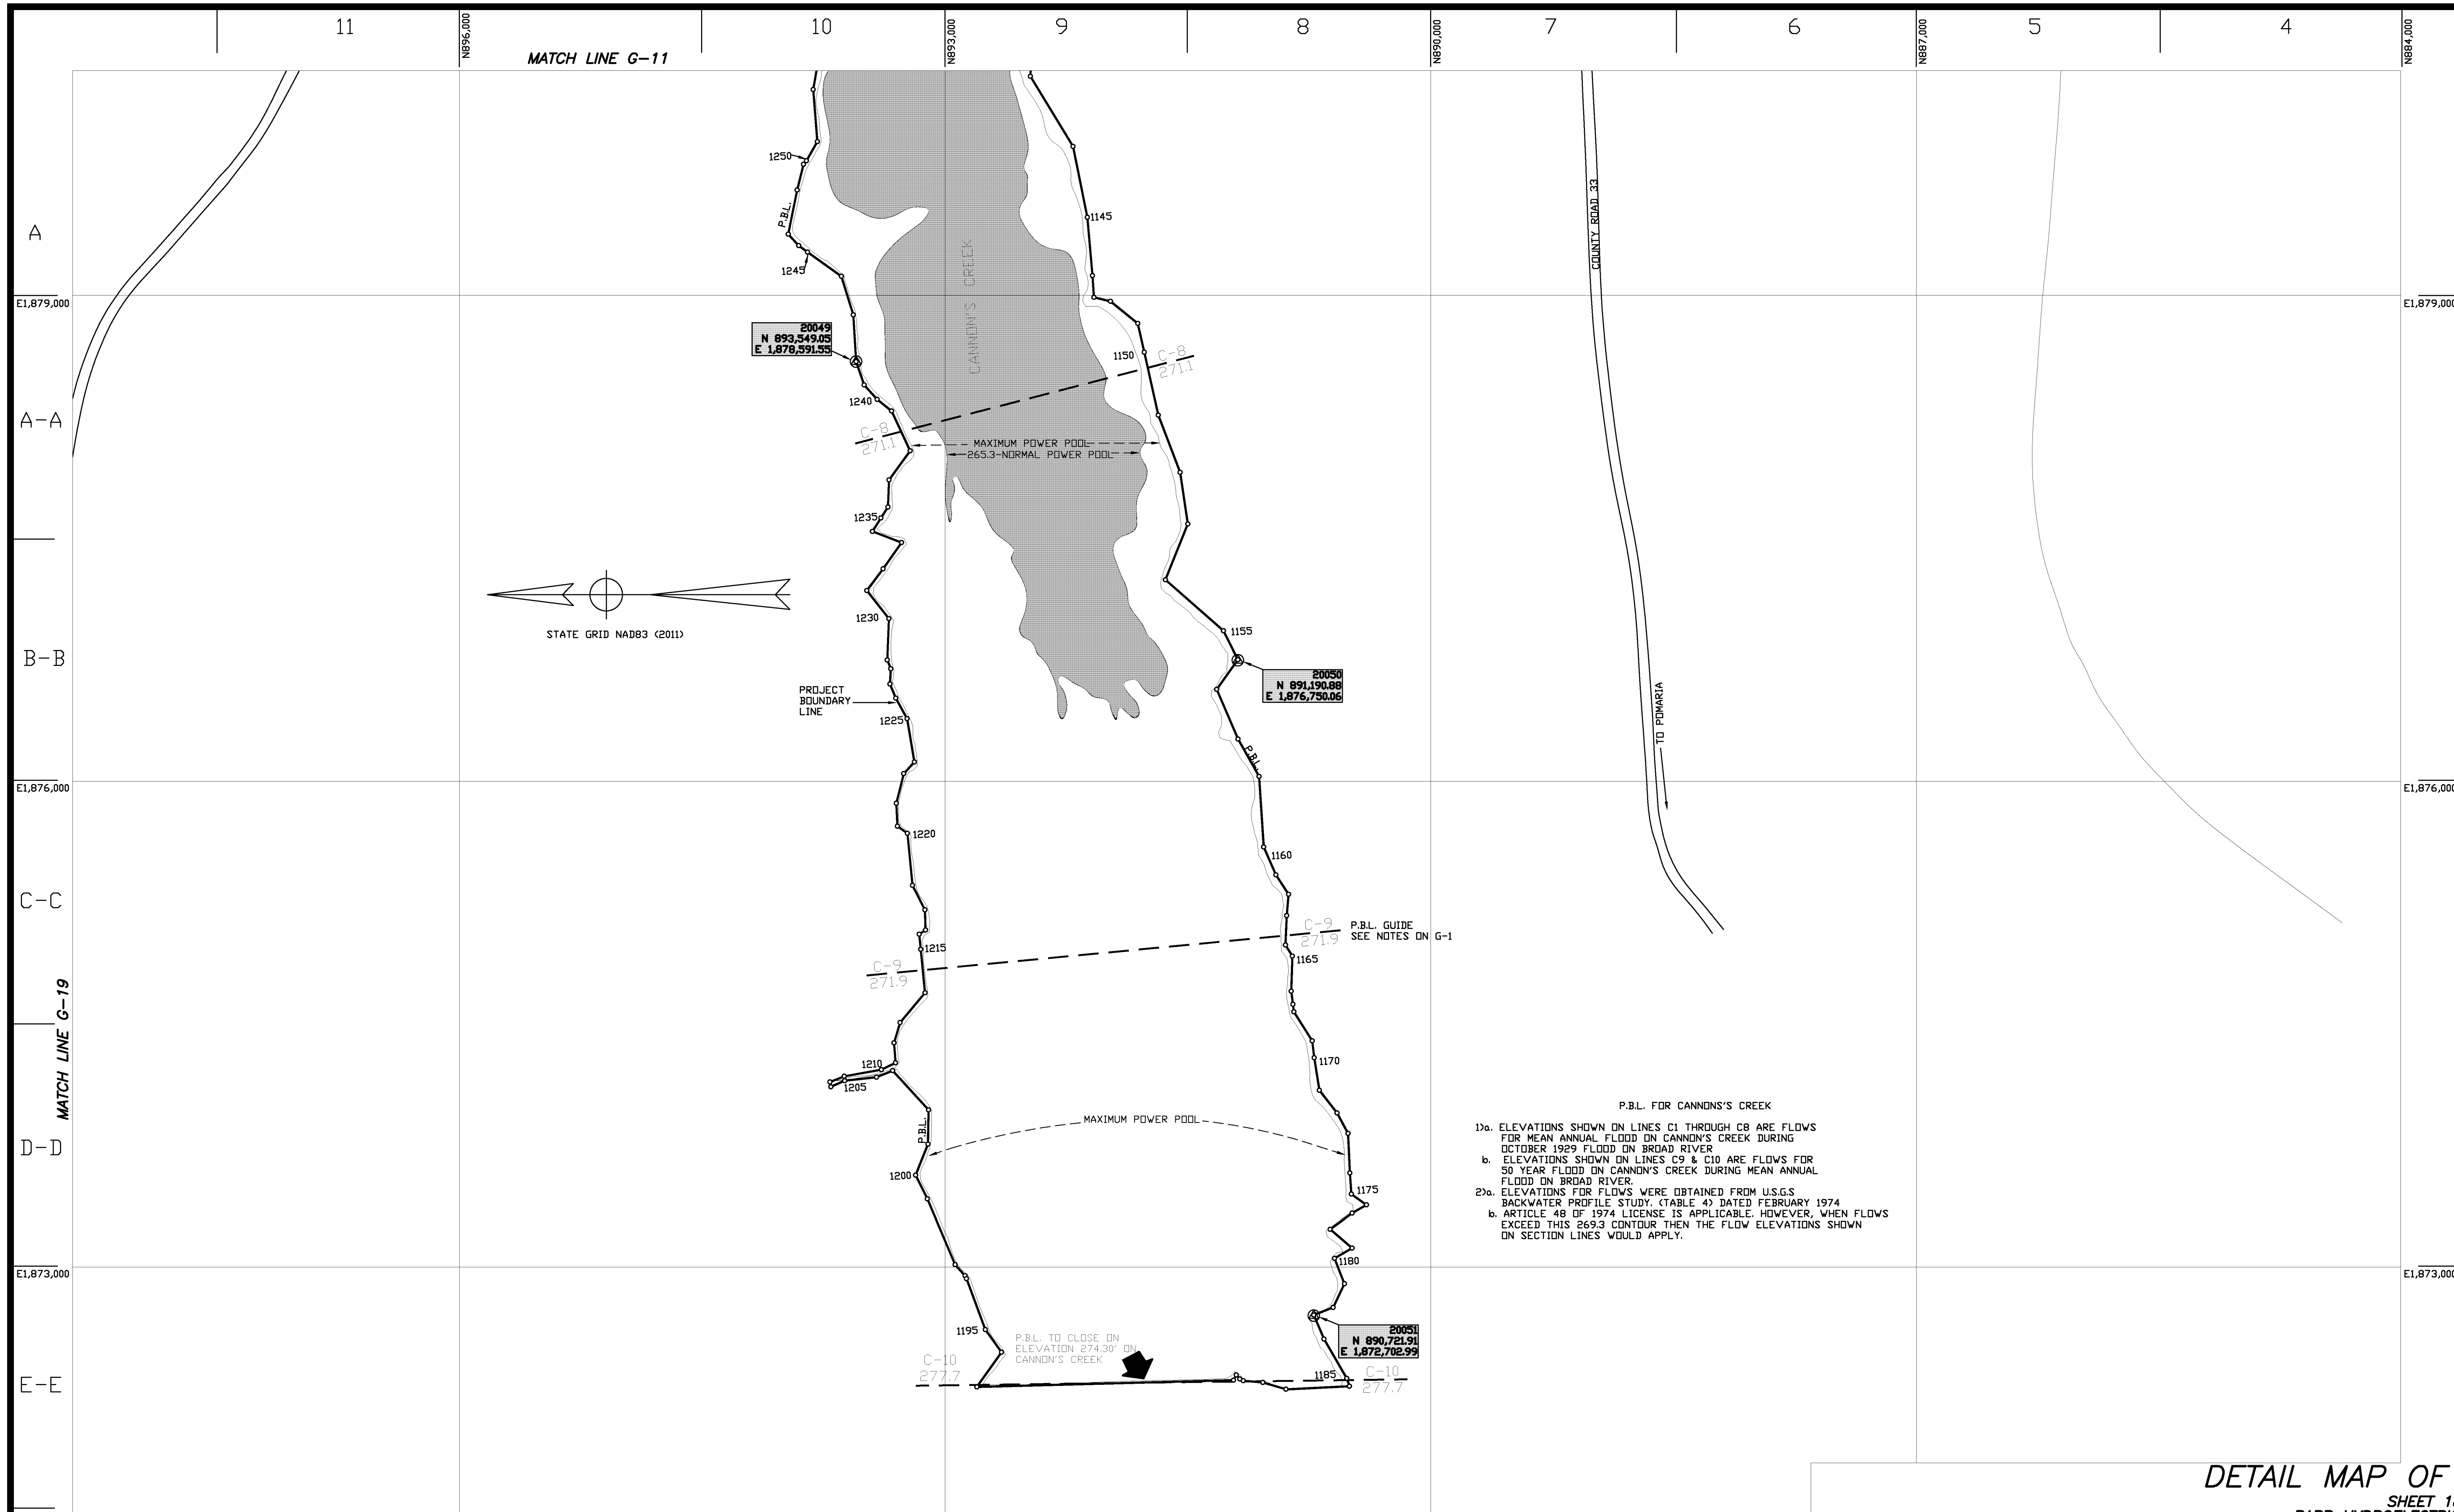 11
10
9
8
7
6
5
4
N896,000
N893,000
N890,000
N887,000
N884,000
MATCH LINE G-11
1250
P.B.L.
1145
COUNTY ROAD 33
A
1245
CANNON'S CREEK
E1,879,000
E1,879,000
20049
N 893,549.05
E 1,878,591.55
1150
C-8
271.1
1240
A-A
C-8
271.1
MAXIMUM POWER POOL
265.3-NORMAL POWER POOL
1235
1230
STATE GRID NAD83 (2011)
1155
B-B
20050
N 891,190.88
E 1,876,750.06
PROJECT
BOUNDARY
LINE
1225
TO POMARIA
P.B.L.
E1,876,000
E1,876,000
1220
1160
C-C
C-9
271.9
P.B.L. GUIDE
SEE NOTES ON G-1
1215
1165
C-9
271.9
MATCH LINE G-19
1210
1170
1205
P.B.L. FOR CANNONS'S CREEK
MAXIMUM POWER POOL
P.B.L.
1)a. ELEVATIONS SHOWN ON LINES C1 THROUGH C8 ARE FLOWS
FOR MEAN ANNUAL FLOOD ON CANNON'S CREEK DURING
OCTOBER 1929 FLOOD ON BROAD RIVER
b. ELEVATIONS SHOWN ON LINES C9 & C10 ARE FLOWS FOR
50 YEAR FLOOD ON CANNON'S CREEK DURING MEAN ANNUAL
FLOOD ON BROAD RIVER.
2)a. ELEVATIONS FOR FLOWS WERE OBTAINED FROM U.S.G.S
BACKWATER PROFILE STUDY. (TABLE 4) DATED FEBRUARY 1974
b. ARTICLE 48 OF 1974 LICENSE IS APPLICABLE. HOWEVER, WHEN FLOWS
EXCEED THIS 269.3 CONTOUR THEN THE FLOW ELEVATIONS SHOWN
ON SECTION LINES WOULD APPLY.
D-D
1200
1175
1180
E1,873,000
E1,873,000
1195
P.B.L. TO CLOSE ON
ELEVATION 274.30' ON
CANNON'S CREEK
20051
N 890,721.91
E 1,872,702.99
C-10
277.7
1185
C-10
277.7
E-E
DETAIL MAP OF
SHEET